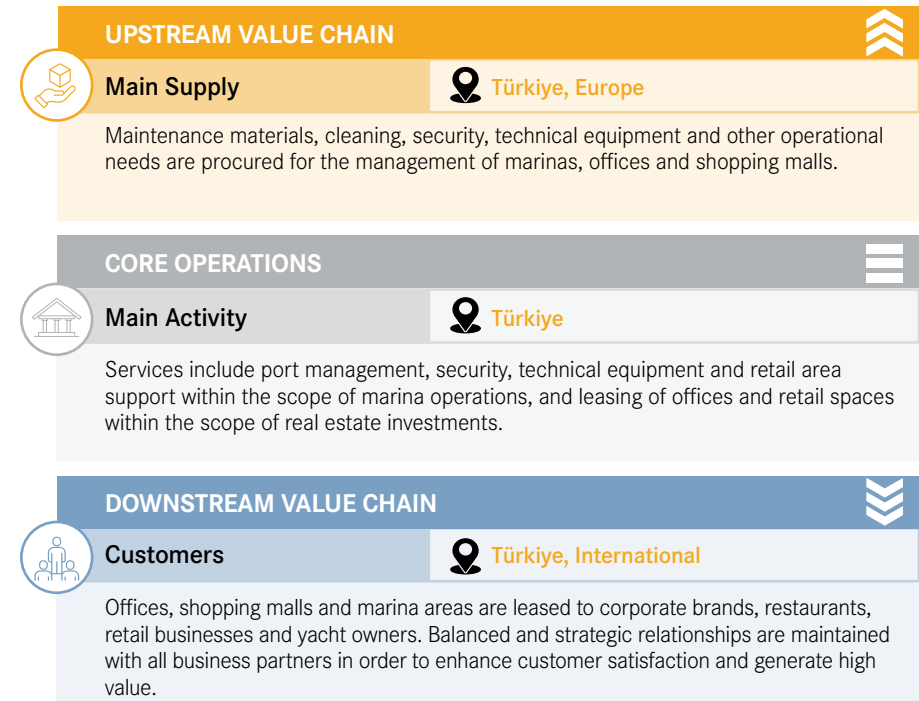 UPSTREAM VALUE CHAIN
Main Supply
Türkiye, Europe
Maintenance materials, cleaning, security, technical equipment and other operational
needs are procured for the management of marinas, offices and shopping malls.
CORE OPERATIONS
Main Activity
Türkiye
Services include port management, security, technical equipment and retail area
support within the scope of marina operations, and leasing of offices and retail spaces
within the scope of real estate investments.
DOWNSTREAM VALUE CHAIN
Customers
Türkiye, International
Offices, shopping malls and marina areas are leased to corporate brands, restaurants,
retail businesses and yacht owners. Balanced and strategic relationships are maintained
with all business partners in order to enhance customer satisfaction and generate high
value.